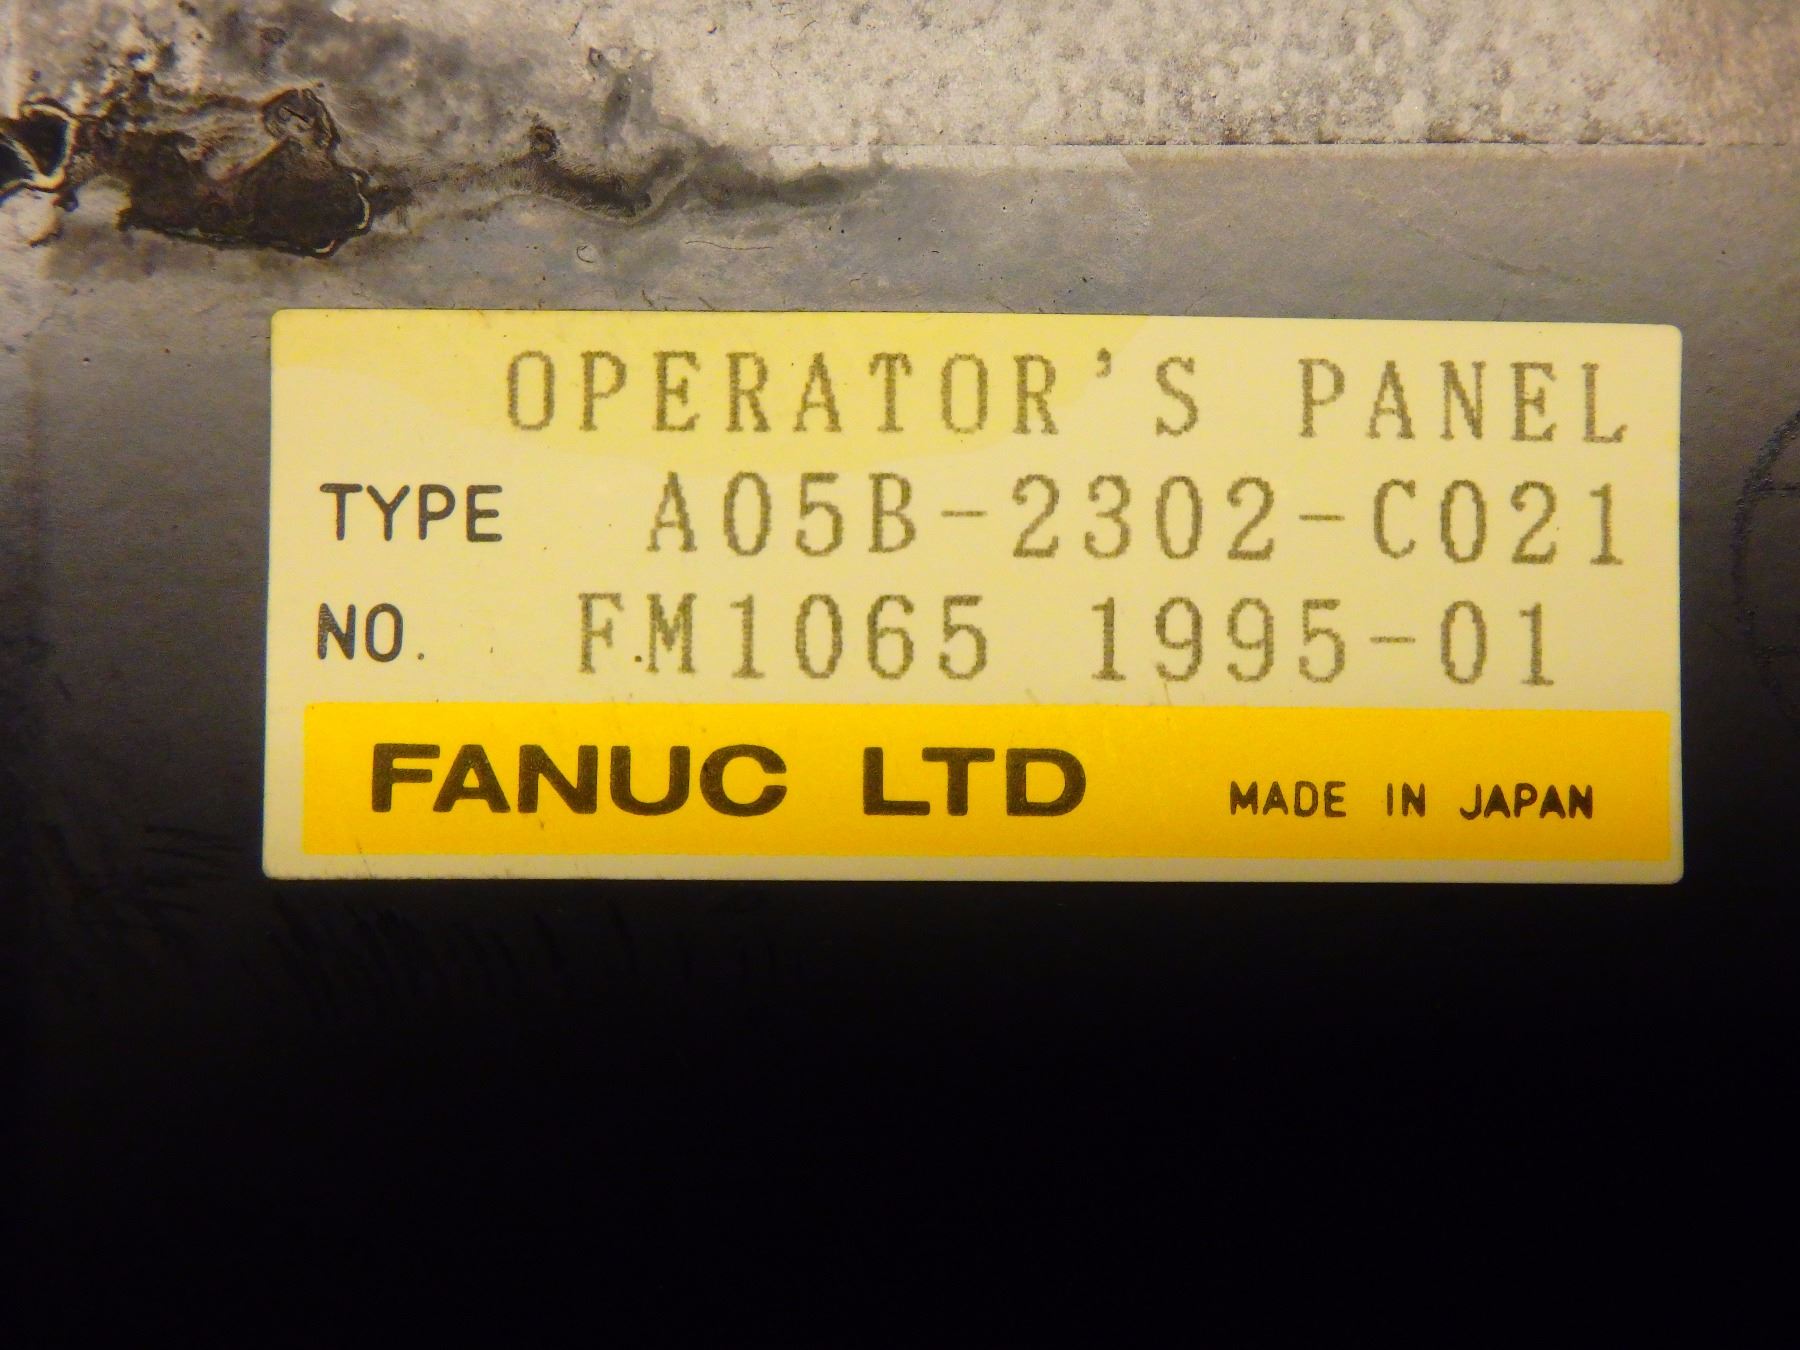 OPERATOR'S PANEL
TYPE A05B-2302-C021
NO. FM1065 1995-01
FANUC LTD MADE IN JAPAN